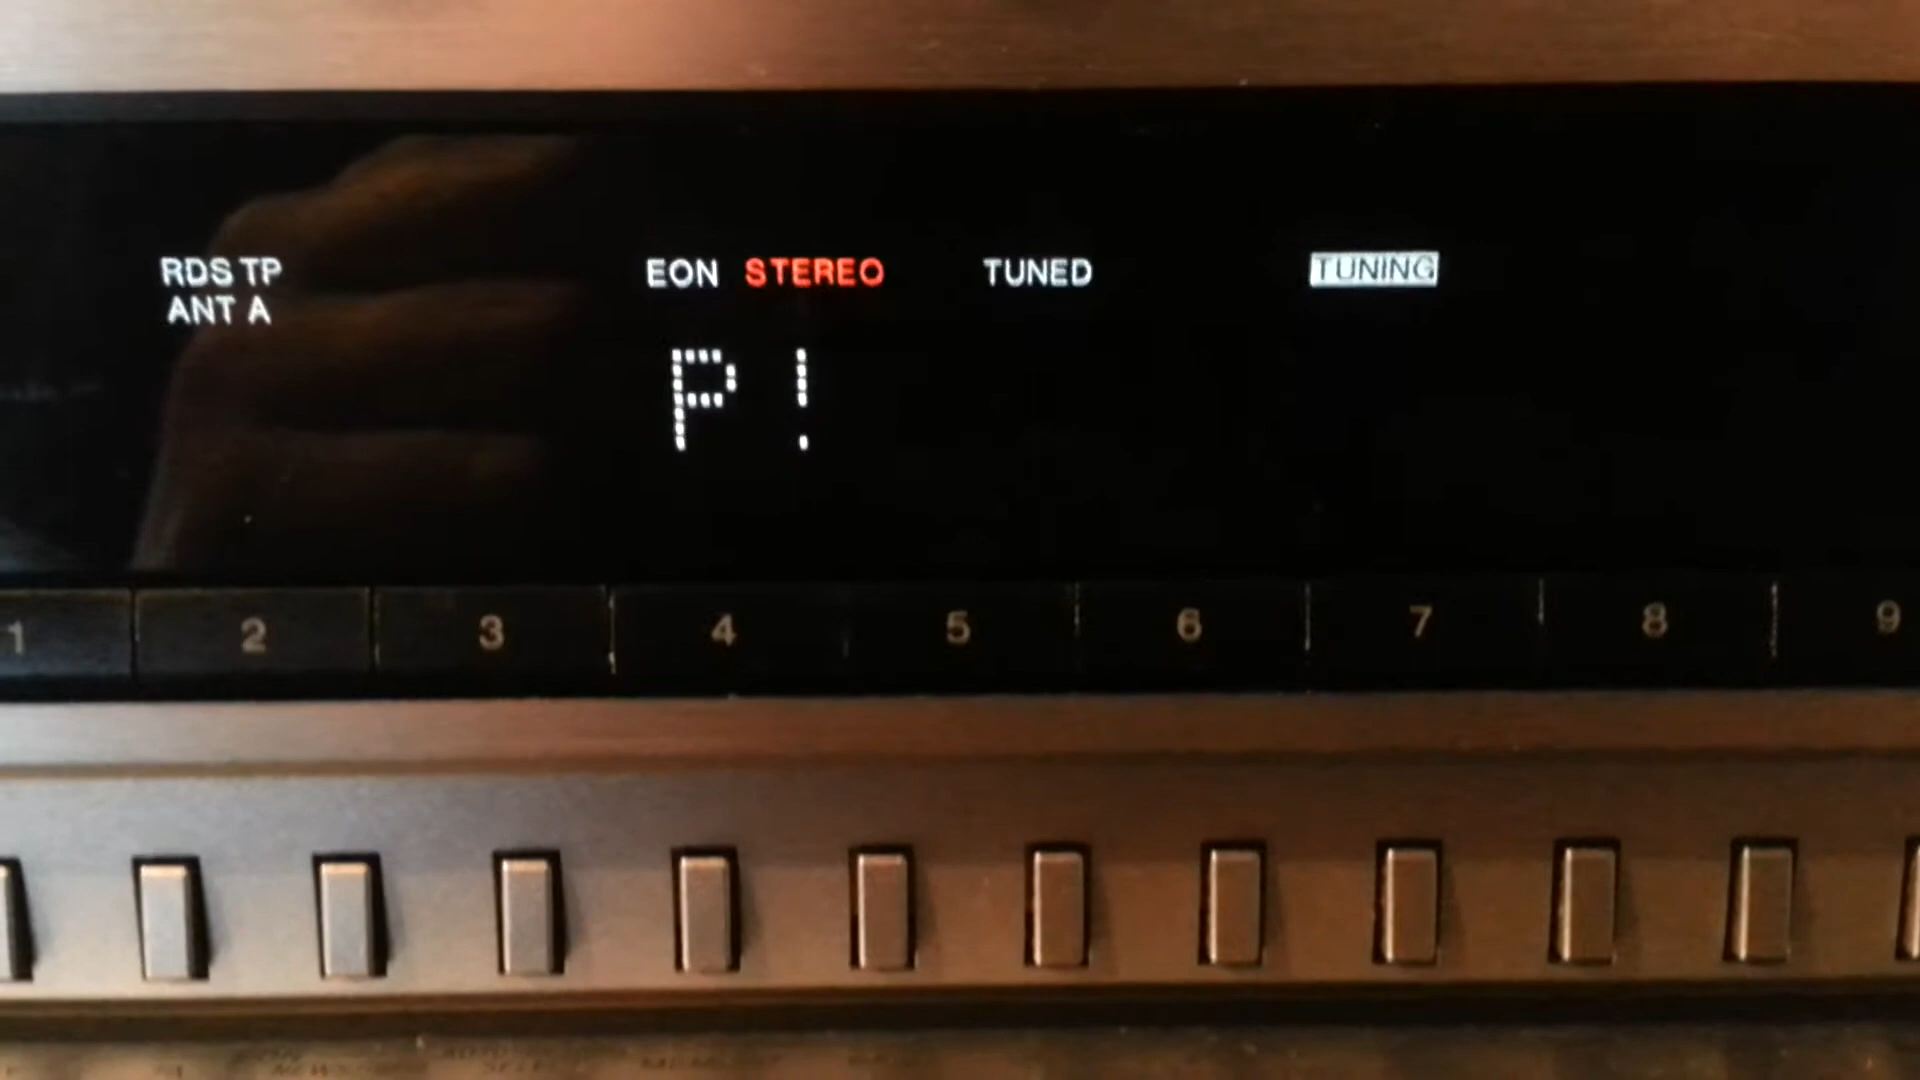 RDS TP EON STEREO TUNED TUNING
ANT A
P !
1 2 3 4 5 6 7 8 9